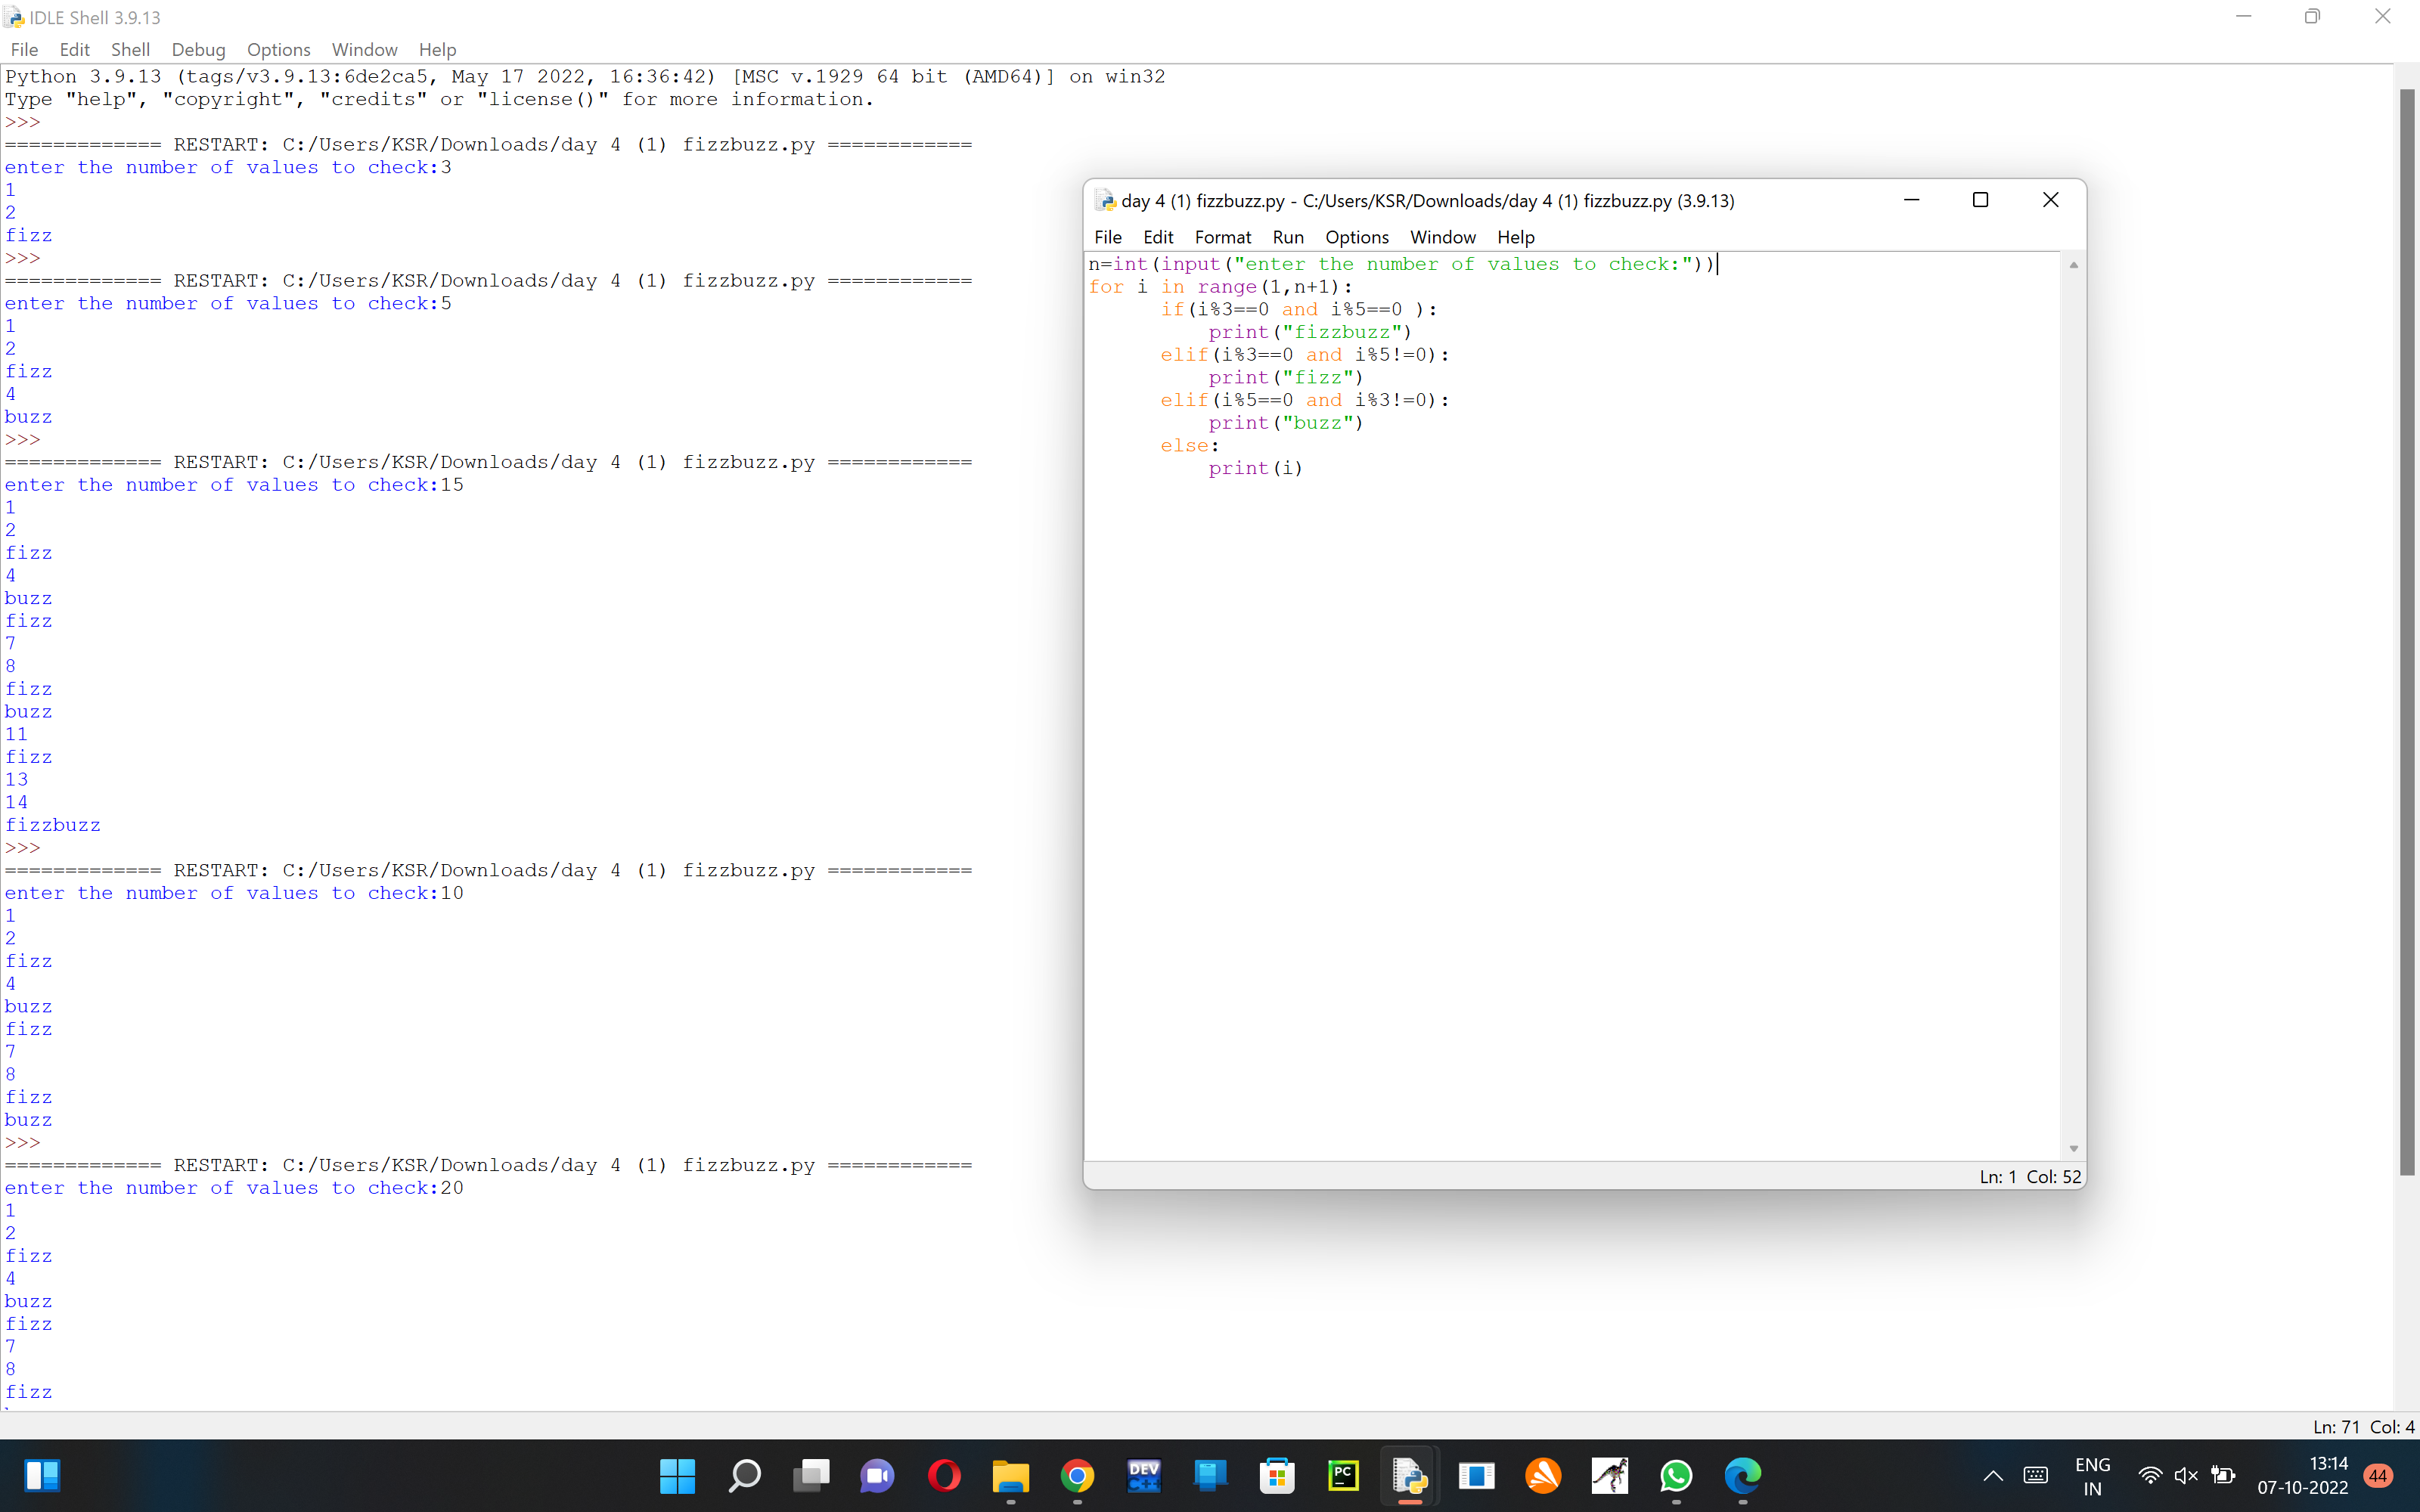 IDLE Shell 3.9.13
File Edit Shell Debug Options Window Help
Python 3.9.13 (tags/v3.9.13:6de2ca5, May 17 2022, 16:36:42) [MSC v.1929 64 bit (AMD64)] on win32
Type "help", "copyright", "credits" or "license()" for more information.
>>>
============= RESTART: C:/Users/KSR/Downloads/day 4 (1) fizzbuzz.py ============
enter the number of values to check:3
1
2
fizz
>>>
============= RESTART: C:/Users/KSR/Downloads/day 4 (1) fizzbuzz.py ============
enter the number of values to check:5
1
2
fizz
4
buzz
>>>
============= RESTART: C:/Users/KSR/Downloads/day 4 (1) fizzbuzz.py ============
enter the number of values to check:15
1
2
fizz
4
buzz
fizz
7
8
fizz
buzz
11
fizz
13
14
fizzbuzz
>>>
============= RESTART: C:/Users/KSR/Downloads/day 4 (1) fizzbuzz.py ============
enter the number of values to check:10
1
2
fizz
4
buzz
fizz
7
8
fizz
buzz
>>>
============= RESTART: C:/Users/KSR/Downloads/day 4 (1) fizzbuzz.py ============
enter the number of values to check:20
1
2
fizz
4
buzz
fizz
7
8
fizz
Ln: 71 Col: 4
day 4 (1) fizzbuzz.py - C:/Users/KSR/Downloads/day 4 (1) fizzbuzz.py (3.9.13)
File Edit Format Run Options Window Help
n=int(input("enter the number of values to check:"))
for i in range(1,n+1):
      if(i%3==0 and i%5==0 ):
          print("fizzbuzz")
      elif(i%3==0 and i%5!=0):
          print("fizz")
      elif(i%5==0 and i%3!=0):
          print("buzz")
      else:
          print(i)
Ln: 1 Col: 52
DEV
C++
PC
ENG
IN
13:14
07-10-2022
44